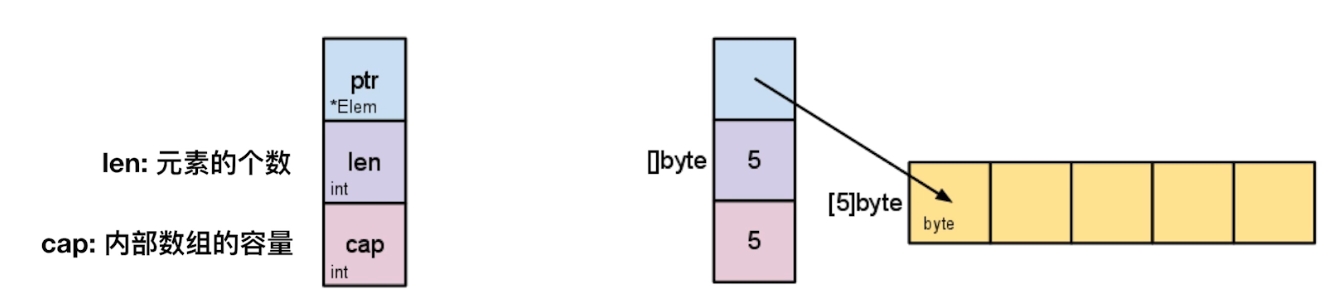 ptr
*Elem
len: 元素的个数
len
int
cap: 内部数组的容量
cap
int
[]byte
5
5
[5]byte
byte